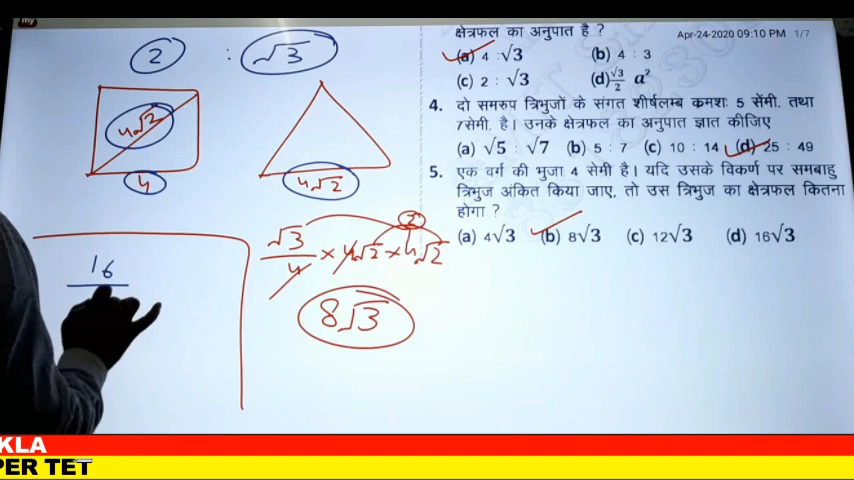 my
2 : √3
4√2
4
4√2
√3/4 × 4√2 × 4√2
2
8√3
16
क्षेत्रफल का अनुपात है ?
Apr-24-2020 09:10 PM 1/7
(a) 4 : √3 (b) 4 : 3
(c) 2 : √3 (d) √3/2 a²
4. दो समरुप त्रिभुजों के संगत शीर्षलम्ब क्रमशः 5 सेंमी. तथा
7सेमी. है। उनके क्षेत्रफल का अनुपात ज्ञात कीजिए
(a) √5 : √7 (b) 5 : 7 (c) 10 : 14 (d) 25 : 49
5. एक वर्ग की भुजा 4 सेमी है। यदि उसके विकर्ण पर समबाहु
त्रिभुज अंकित किया जाए, तो उस त्रिभुज का क्षेत्रफल कितना
होगा ?
(a) 4√3 (b) 8√3 (c) 12√3 (d) 16√3
KLA
PER TET